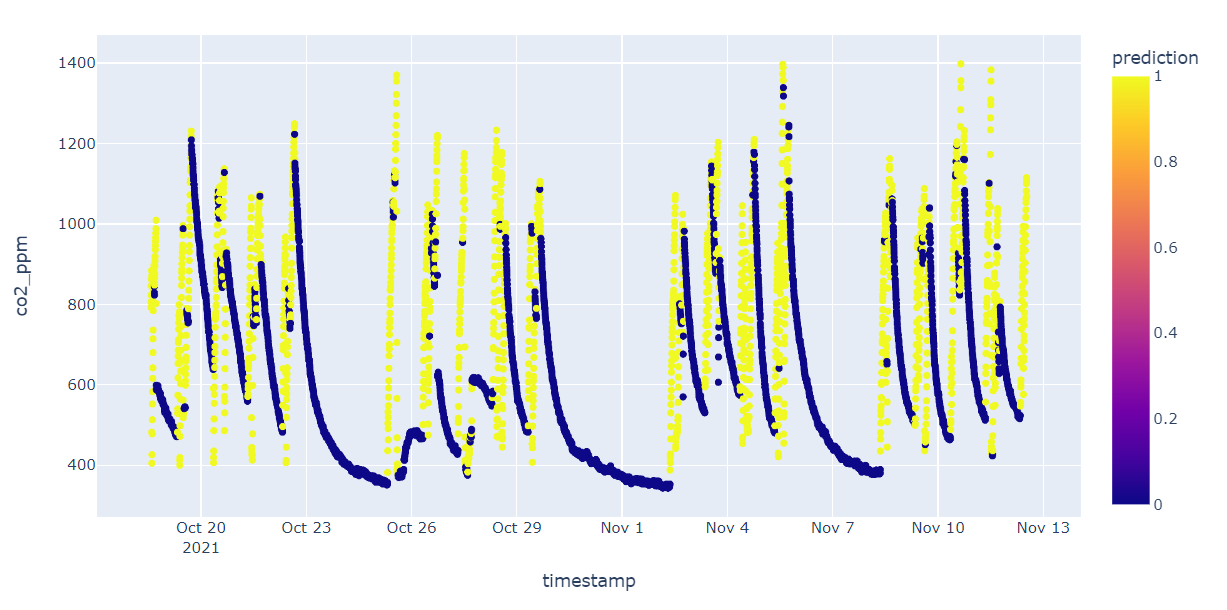 prediction
1400
1200
1000
800
600
400
co2_ppm
Oct 20
2021
Oct 23
Oct 26
Oct 29
Nov 1
Nov 4
Nov 7
Nov 10
Nov 13
timestamp
1
0.8
0.6
0.4
0.2
0